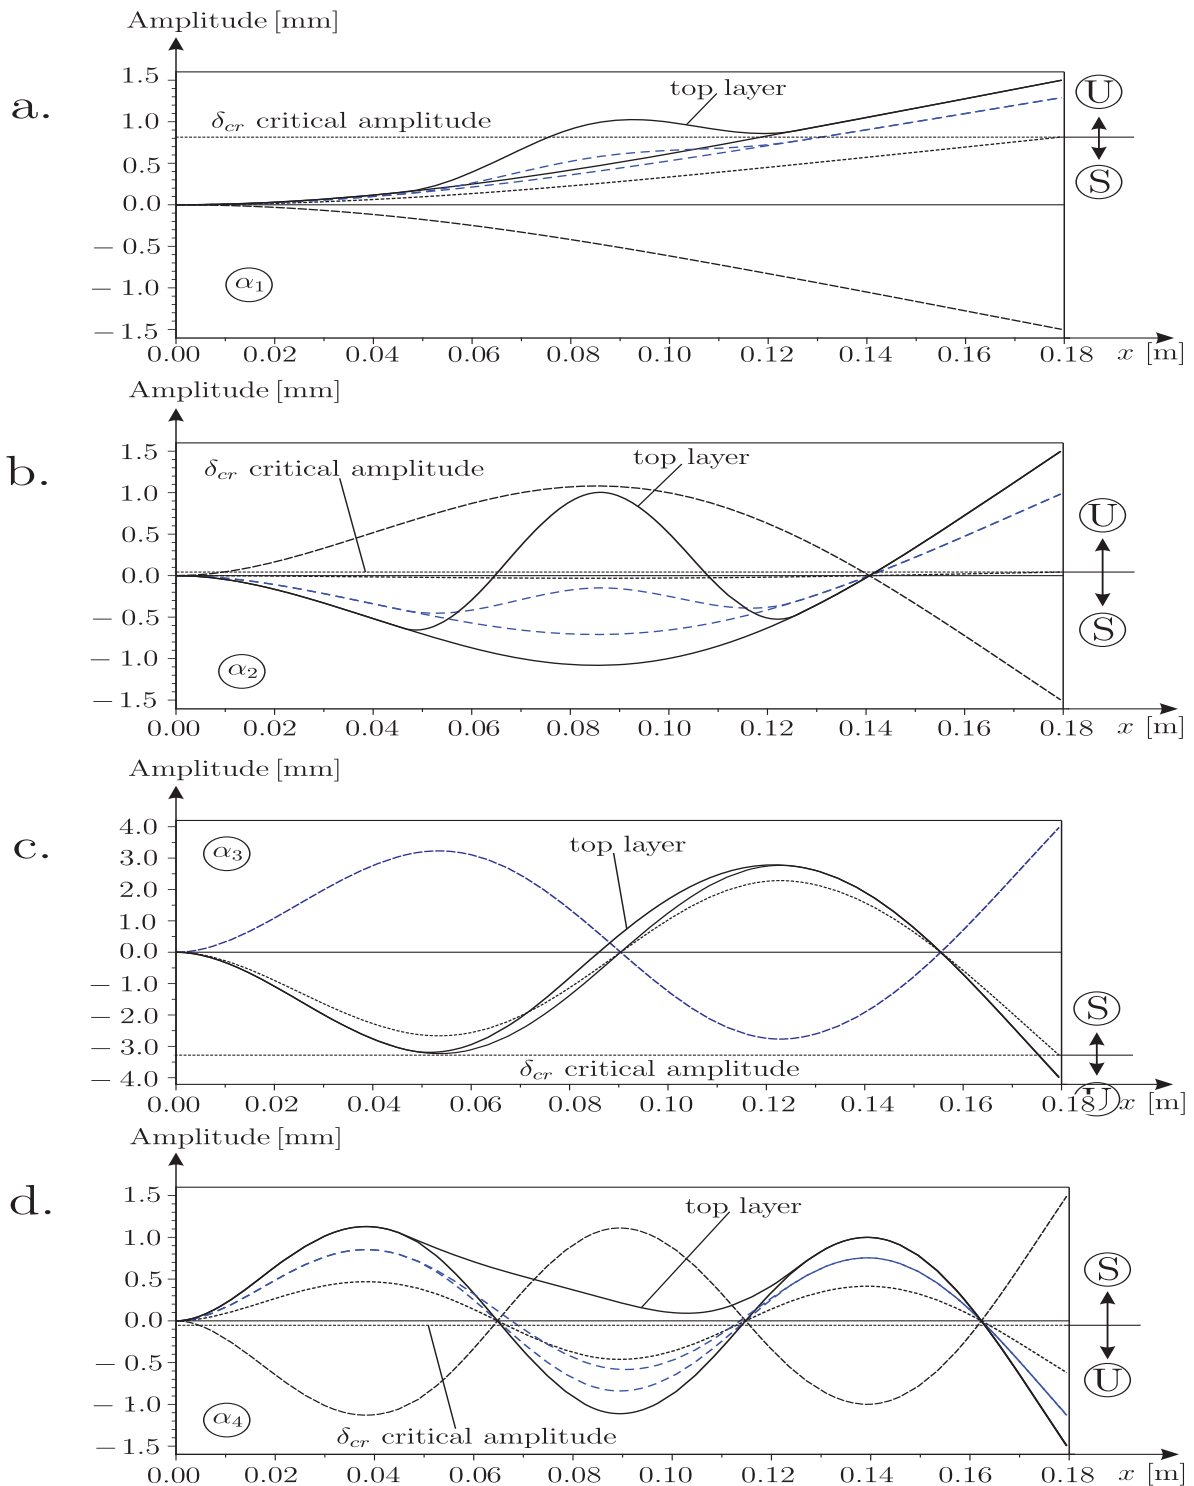 Amplitude [mm]
a.
1.5
top layer
U
δcr critical amplitude
1.0
0.5
S
0.0
− 0.5
− 1.0
α1
− 1.5
0.00 0.02 0.04 0.06 0.08 0.10 0.12 0.14 0.16 0.18 x [m]
Amplitude [mm]
b.
1.5
δcr critical amplitude
top layer
1.0
U
0.5
0.0
− 0.5
S
− 1.0
α2
− 1.5
0.00 0.02 0.04 0.06 0.08 0.10 0.12 0.14 0.16 0.18 x [m]
Amplitude [mm]
c.
4.0
α3
top layer
3.0
2.0
1.0
0.0
− 1.0
S
− 2.0
− 3.0
δcr critical amplitude
− 4.0
U
0.00 0.02 0.04 0.06 0.08 0.10 0.12 0.14 0.16 0.18 x [m]
Amplitude [mm]
d.
1.5
top layer
1.0
S
0.5
0.0
− 0.5
U
− 1.0
α4
δcr critical amplitude
− 1.5
0.00 0.02 0.04 0.06 0.08 0.10 0.12 0.14 0.16 0.18 x [m]